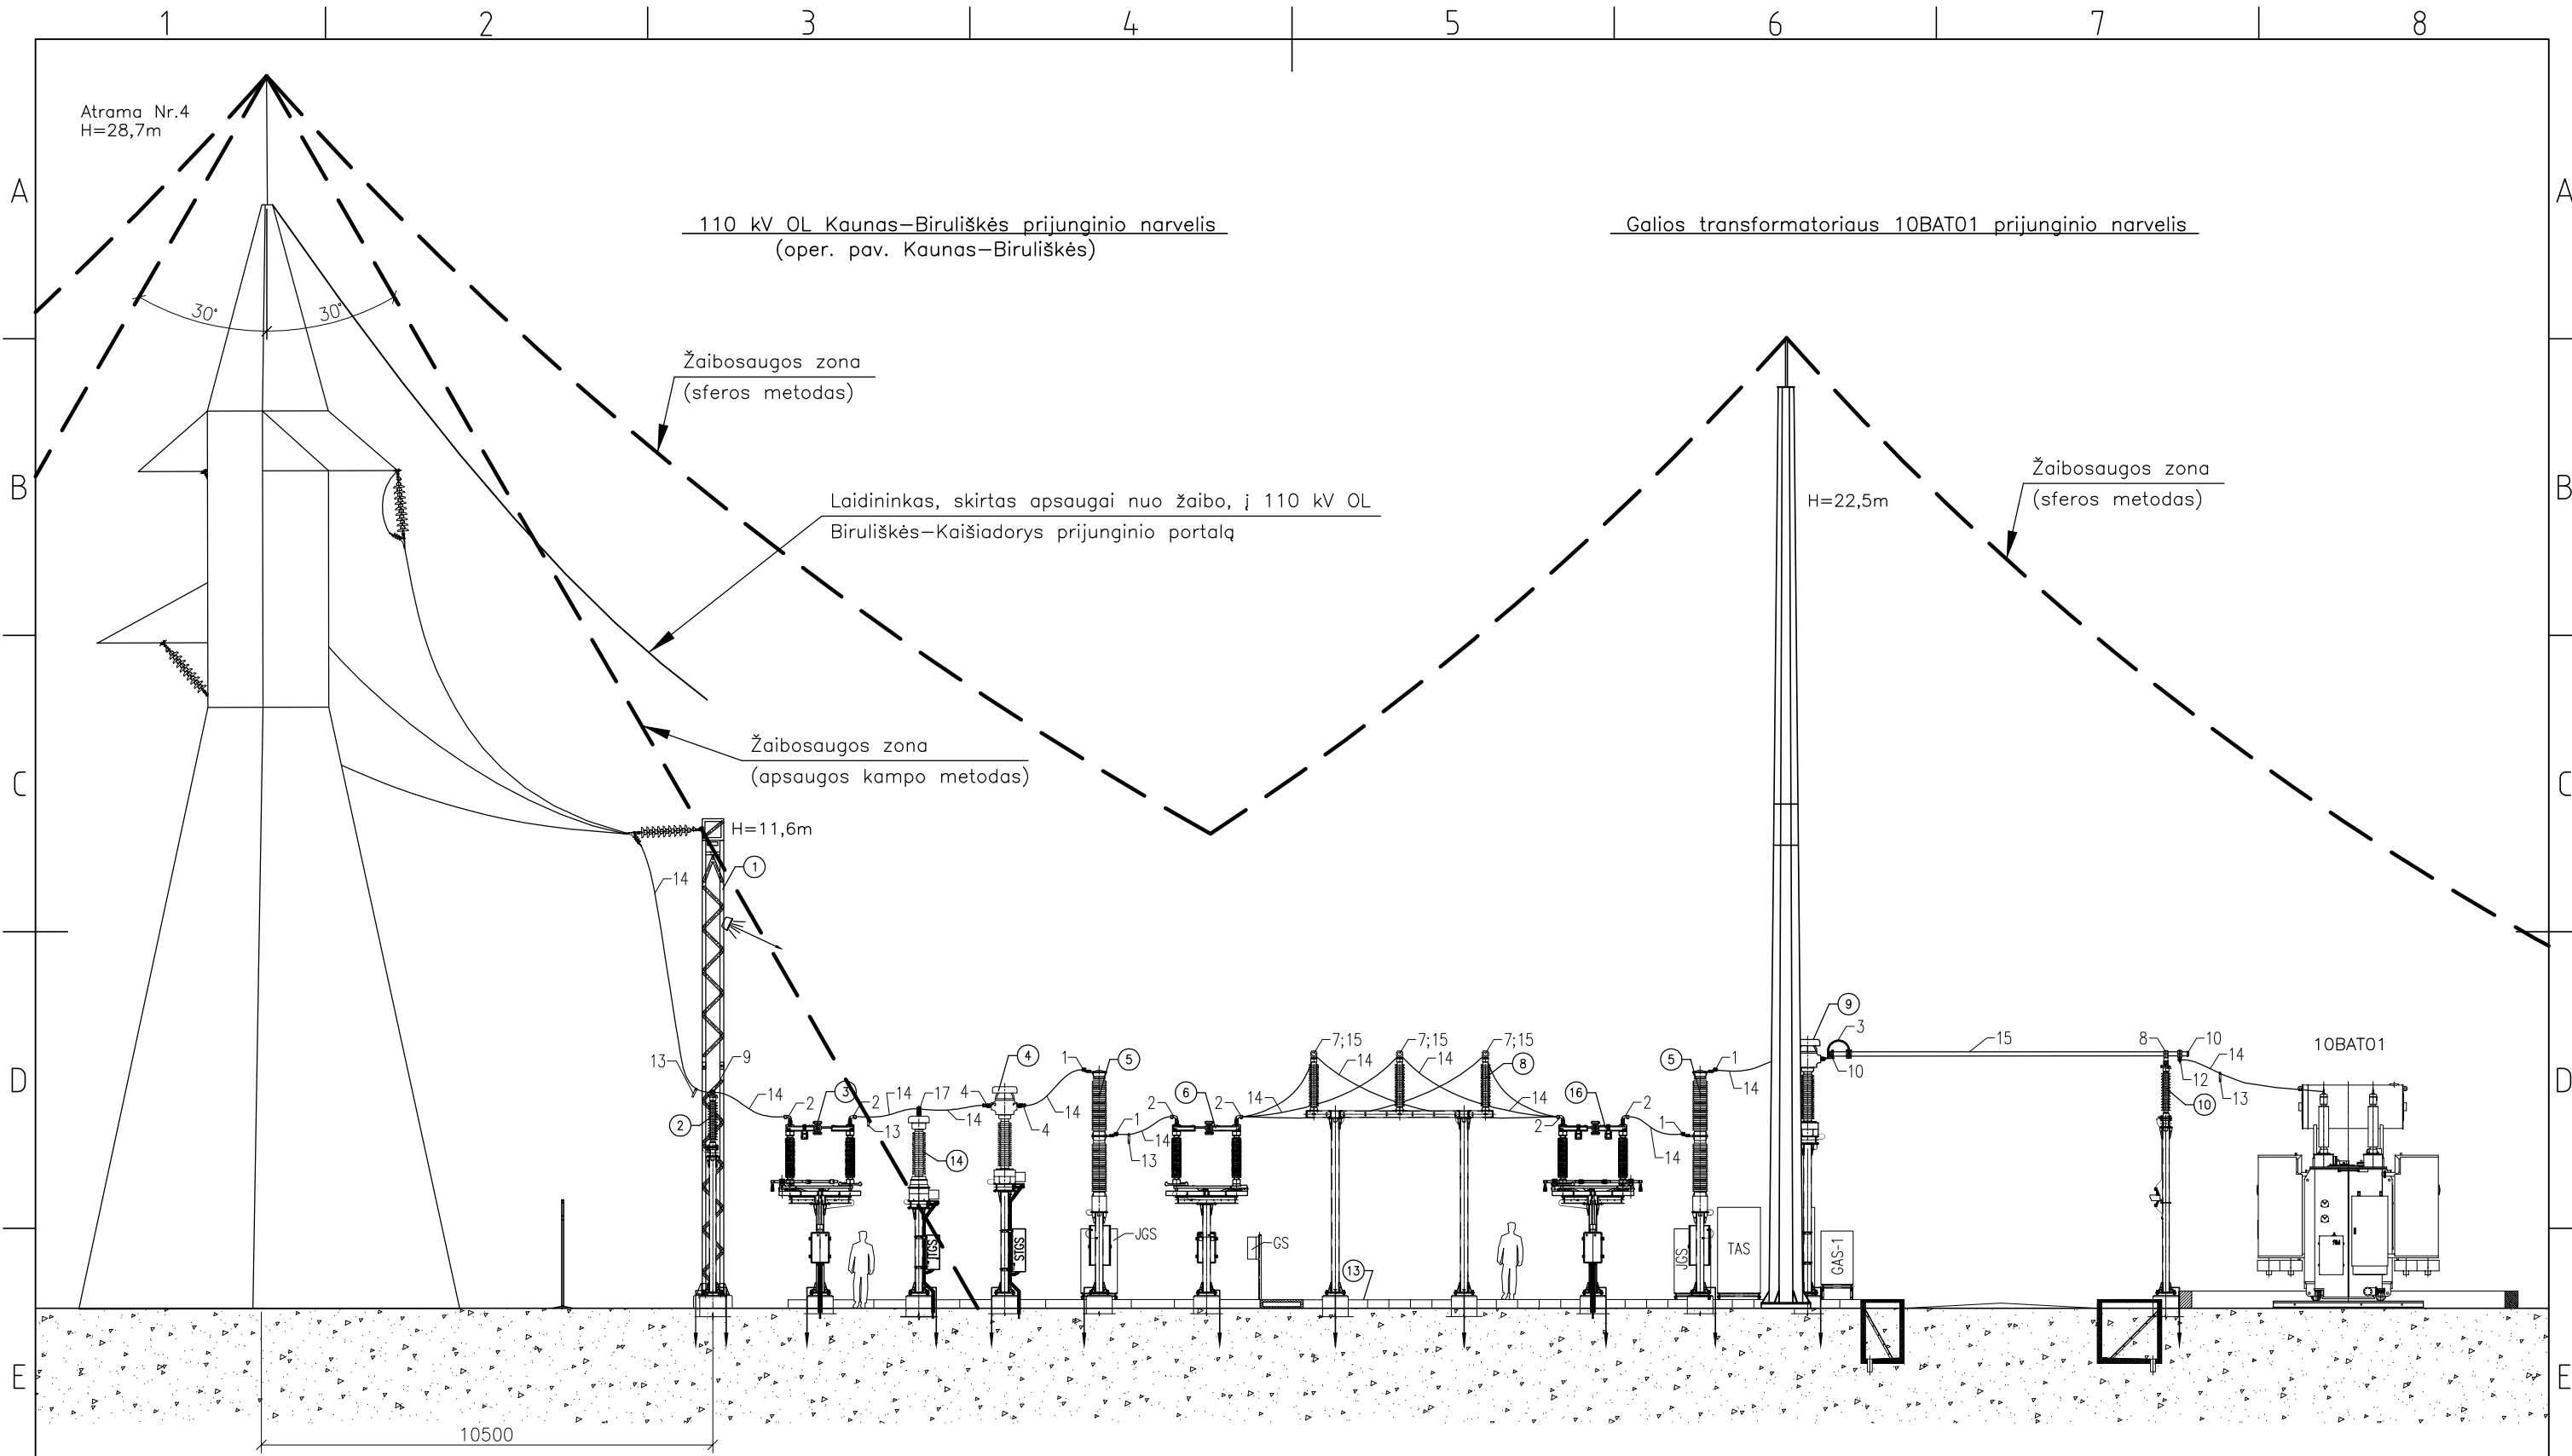 1 2 3 4 5 6 7 8
Atrama Nr.4
H=28,7m
A A
110 kV OL Kaunas–Biruliškės prijunginio narvelis
(oper. pav. Kaunas–Biruliškės)
Galios transformatoriaus 10BAT01 prijunginio narvelis
30° 30°
Žaibosaugos zona
(sferos metodas)
B B
Žaibosaugos zona
(sferos metodas)
H=22,5m
Laidininkas, skirtas apsaugai nuo žaibo, į 110 kV OL
Biruliškės–Kaišiadorys prijunginio portalą
Žaibosaugos zona
(apsaugos kampo metodas)
C C
H=11,6m
1
14
9
3
7;15 7;15 7;15
15
8
10
10BAT01
13 9
14 14
1
5
4
8
5
1
14
10
12
14
13
D D
14
2
3
2
14
17
4
14
14
4
2
6
2
14
14
2
16
2
2
13
14
1
14
13
14
1
10
14
JGS
GS
13
JTGS
STGS
JGS
TAS
GAS-1
E E
10500